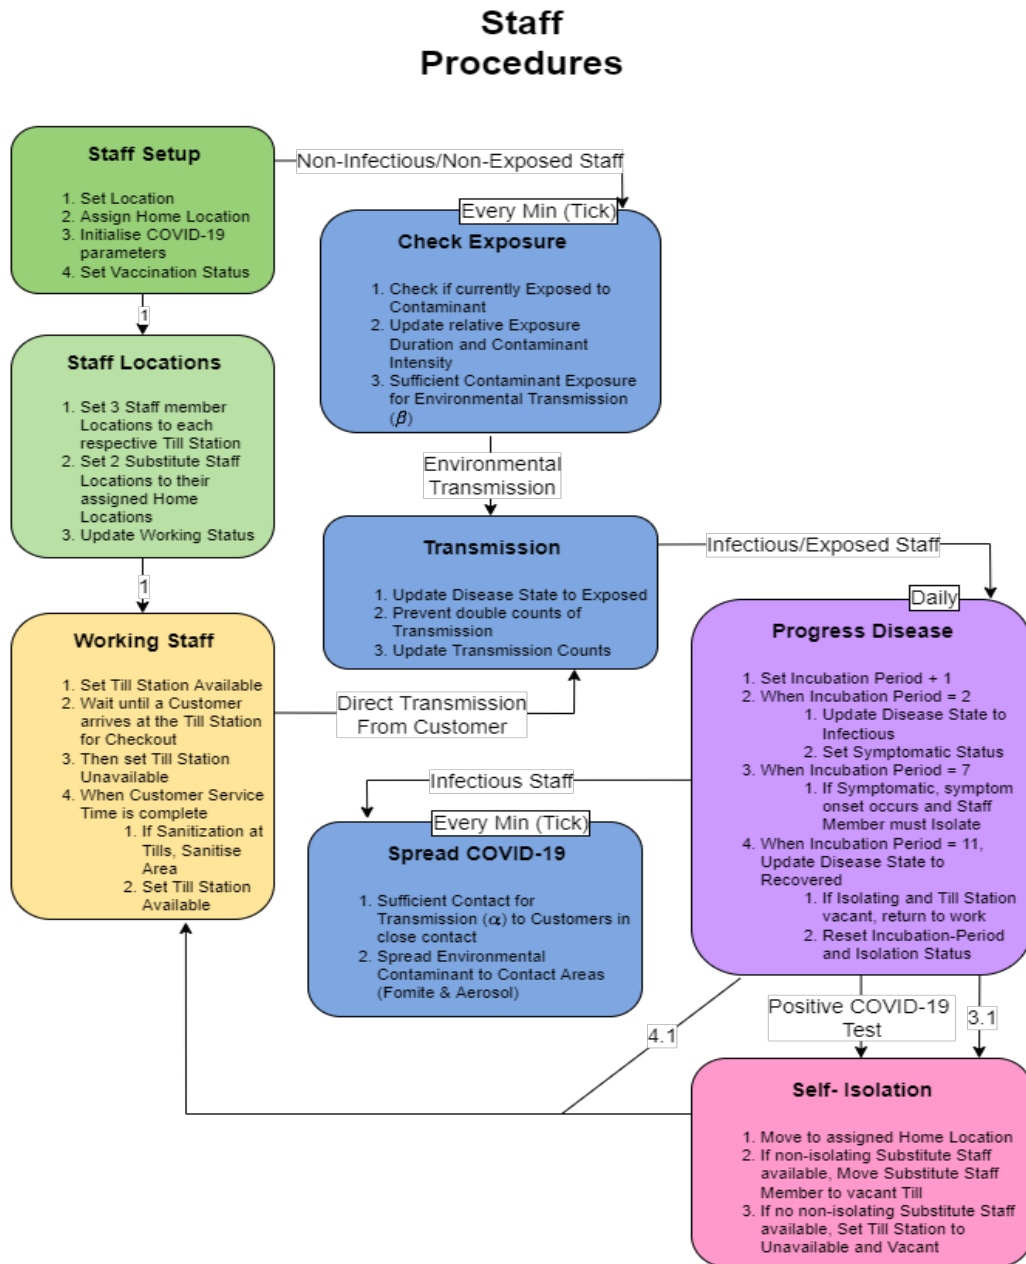 Staff
Procedures
Staff Setup
1. Set Location
2. Assign Home Location
3. Initialise COVID-19
parameters
4. Set Vaccination Status
Non-Infectious/Non-Exposed Staff
Every Min (Tick)
Check Exposure
1. Check if currently Exposed to
Contaminant
2. Update relative Exposure
Duration and Contaminant
Intensity
3. Sufficient Contaminant Exposure
for Environmental Transmission
(β)
1
Staff Locations
1. Set 3 Staff member
Locations to each
respective Till Station
2. Set 2 Substitute Staff
Locations to their
assigned Home
Locations
3. Update Working Status
Environmental
Transmission
Transmission
1. Update Disease State to Exposed
2. Prevent double counts of
Transmission
3. Update Transmission Counts
Infectious/Exposed Staff
1
Working Staff
1. Set Till Station Available
2. Wait until a Customer
arrives at the Till Station
for Checkout
3. Then set Till Station
Unavailable
4. When Customer Service
Time is complete
1. If Sanitization at
Tills, Sanitise
Area
2. Set Till Station
Available
Direct Transmission
From Customer
Daily
Progress Disease
1. Set Incubation Period + 1
2. When Incubation Period = 2
1. Update Disease State to
Infectious
2. Set Symptomatic Status
3. When Incubation Period = 7
1. If Symptomatic, symptom
onset occurs and Staff
Member must Isolate
4. When Incubation Period = 11,
Update Disease State to
Recovered
1. If Isolating and Till Station
vacant, return to work
2. Reset Incubation-Period
and Isolation Status
Infectious Staff
Every Min (Tick)
Spread COVID-19
1. Sufficient Contact for
Transmission (α) to Customers in
close contact
2. Spread Environmental
Contaminant to Contact Areas
(Fomite & Aerosol)
4.1
Positive COVID-19
Test
3.1
Self- Isolation
1. Move to assigned Home Location
2. If non-isolating Substitute Staff
available, Move Substitute Staff
Member to vacant Till
3. If no non-isolating Substitute Staff
available, Set Till Station to
Unavailable and Vacant